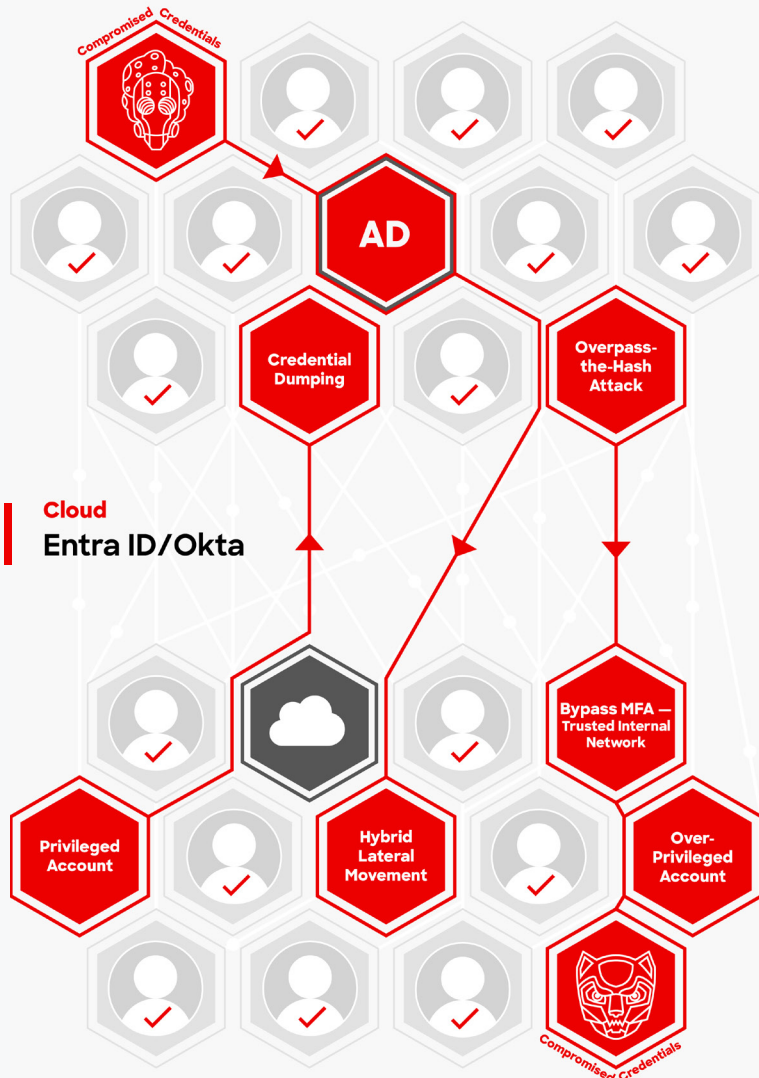 Compromised Credentials
AD
Credential
Dumping
Overpass-
the-Hash
Attack
Cloud
Entra ID/Okta
Bypass MFA —
Trusted Internal
Network
Privileged
Account
Hybrid
Lateral
Movement
Over-
Privileged
Account
Compromised Credentials